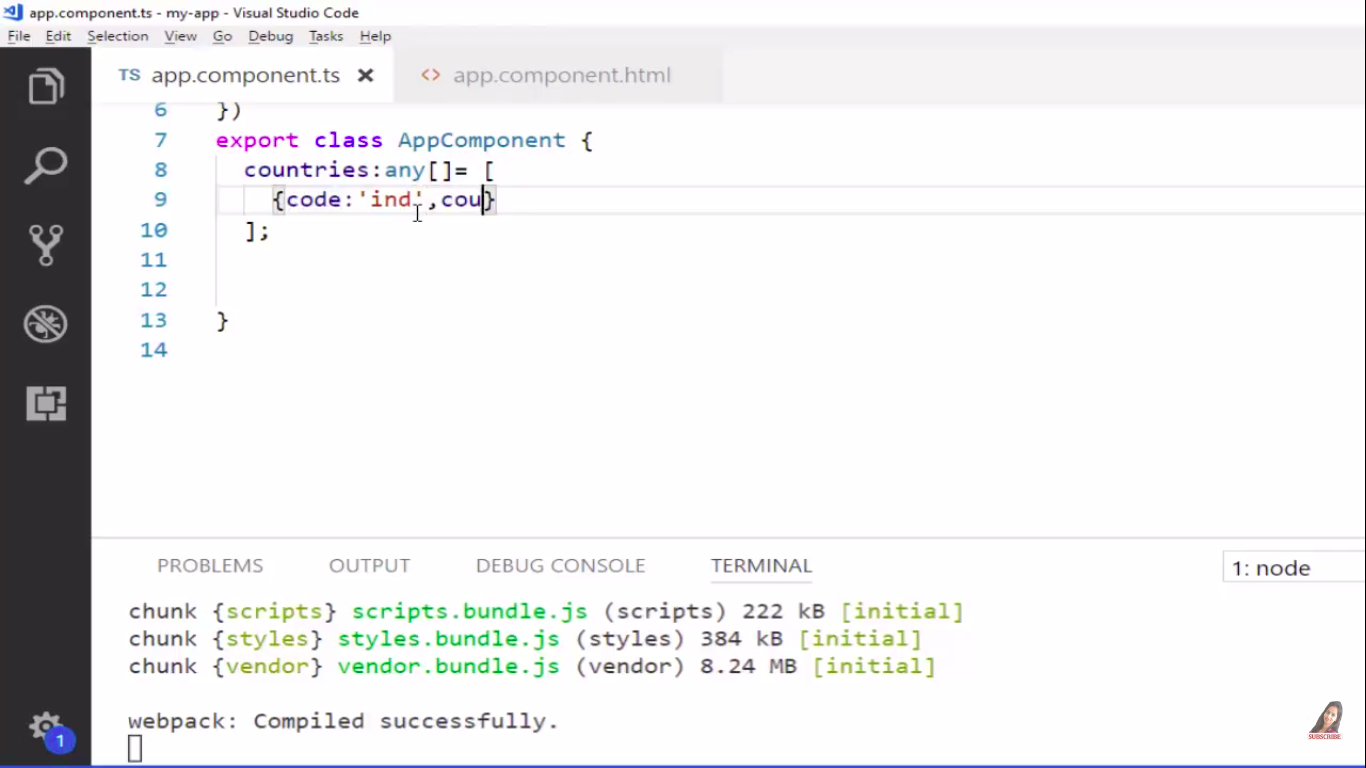 app.component.ts - my-app - Visual Studio Code
File Edit Selection View Go Debug Tasks Help
TS app.component.ts app.component.html
6 })
7 export class AppComponent {
8 countries:any[]= [
9 {code:'ind',cou}
10 ];
11
12
13 }
14
PROBLEMS OUTPUT DEBUG CONSOLE TERMINAL 1: node
chunk {scripts} scripts.bundle.js (scripts) 222 kB [initial]
chunk {styles} styles.bundle.js (styles) 384 kB [initial]
chunk {vendor} vendor.bundle.js (vendor) 8.24 MB [initial]
webpack: Compiled successfully.
1
SUBSCRIBE